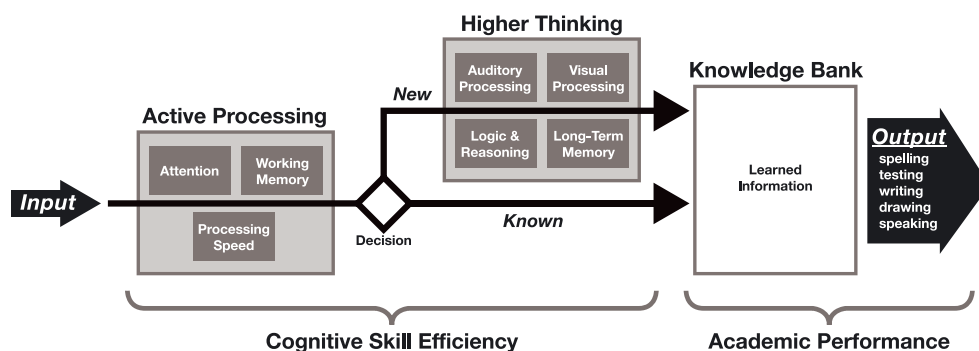 Higher Thinking
Auditory
Processing
Visual
Processing
New
Logic &
Reasoning
Long-Term
Memory
Active Processing
Attention
Working
Memory
Processing
Speed
Input
Decision
Known
Knowledge Bank
Learned
Information
Output
spelling
testing
writing
drawing
speaking
Cognitive Skill Efficiency
Academic Performance